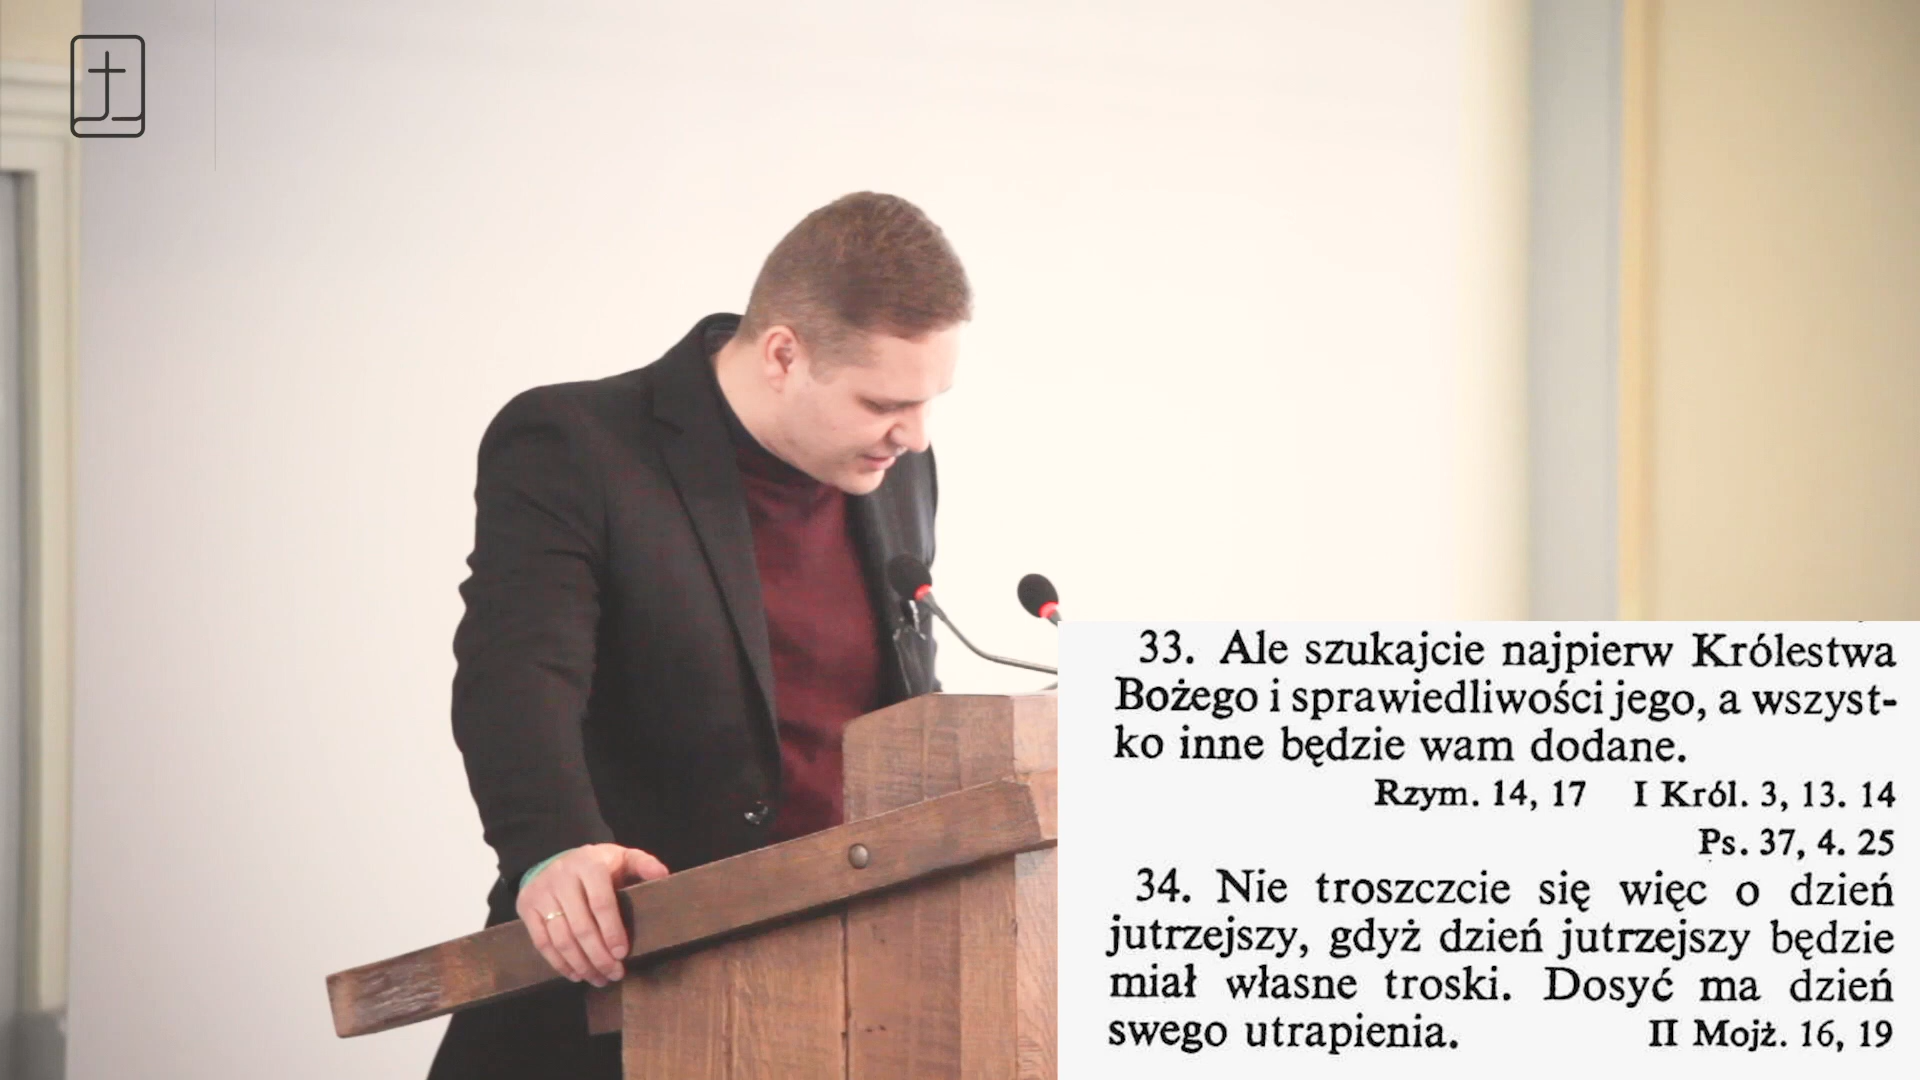 33. Ale szukajcie najpierw Królestwa
Bożego i sprawiedliwości jego, a wszyst-
ko inne będzie wam dodane.
Rzym. 14, 17 I Król. 3, 13. 14
Ps. 37, 4. 25
34. Nie troszczcie się więc o dzień
jutrzejszy, gdyż dzień jutrzejszy będzie
miał własne troski. Dosyć ma dzień
swego utrapienia. II Mojż. 16, 19